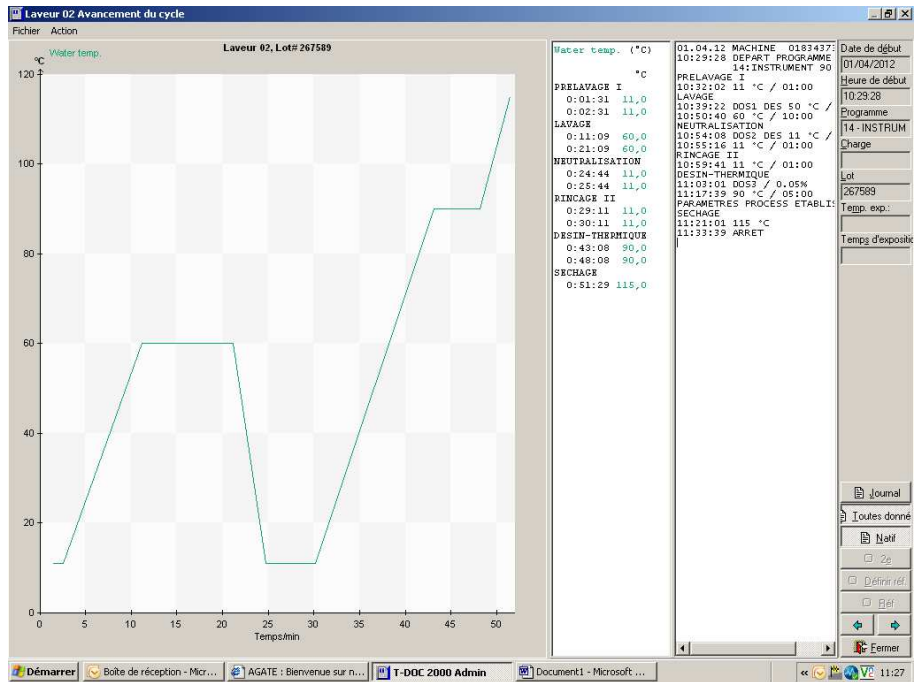 Laveur 02 Avancement du cycle
Fichier Action
Laveur 02, Lot# 267589
Water temp.
°C
120
100
80
60
40
20
0
0 5 10 15 20 25 30 35 40 45 50
Temps/min
Water temp. (°C)
°C
PRELAVAGE I
0:01:31 11,0
0:02:31 11,0
LAVAGE
0:11:09 60,0
0:21:09 60,0
NEUTRALISATION
0:24:44 11,0
0:25:44 11,0
RINCAGE II
0:29:11 11,0
0:30:11 11,0
DESIN-THERMIQUE
0:43:08 90,0
0:48:08 90,0
SECHAGE
0:51:29 115,0
01.04.12 MACHINE 0183437
10:29:28 DEPART PROGRAMME
14:INSTRUMENT 90
PRELAVAGE I
10:32:02 11 °C / 01:00
LAVAGE
10:39:22 DOS1 DES 50 °C /
10:50:40 60 °C / 10:00
NEUTRALISATION
10:54:08 DOS2 DES 11 °C /
10:55:16 11 °C / 01:00
RINCAGE II
10:59:41 11 °C / 01:00
DESIN-THERMIQUE
11:03:01 DOS3 / 0.05%
11:17:39 90 °C / 05:00
PARAMETRES PROCESS ETABLIS
SECHAGE
11:21:01 115 °C
11:33:39 ARRET
Date de début
01/04/2012
Heure de début
10:29:28
Programme
14 - INSTRUM
Charge
Lot
267589
Temp. exp.:
Temps d'expositic
Journal
Toutes donné
Natif
2e
Définir réf.
Réf
Fermer
Démarrer
Boîte de réception - Micr...
AGATE : Bienvenue sur n...
T-DOC 2000 Admin
Document1 - Microsoft ...
11:27